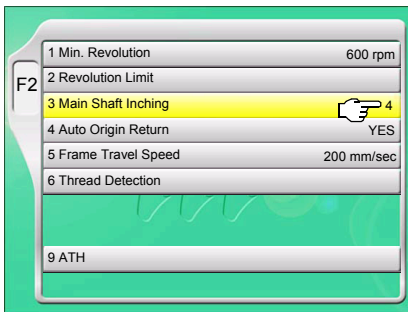 F2
1 Min. Revolution 600 rpm
2 Revolution Limit
3 Main Shaft Inching 4
4 Auto Origin Return YES
5 Frame Travel Speed 200 mm/sec
6 Thread Detection
9 ATH